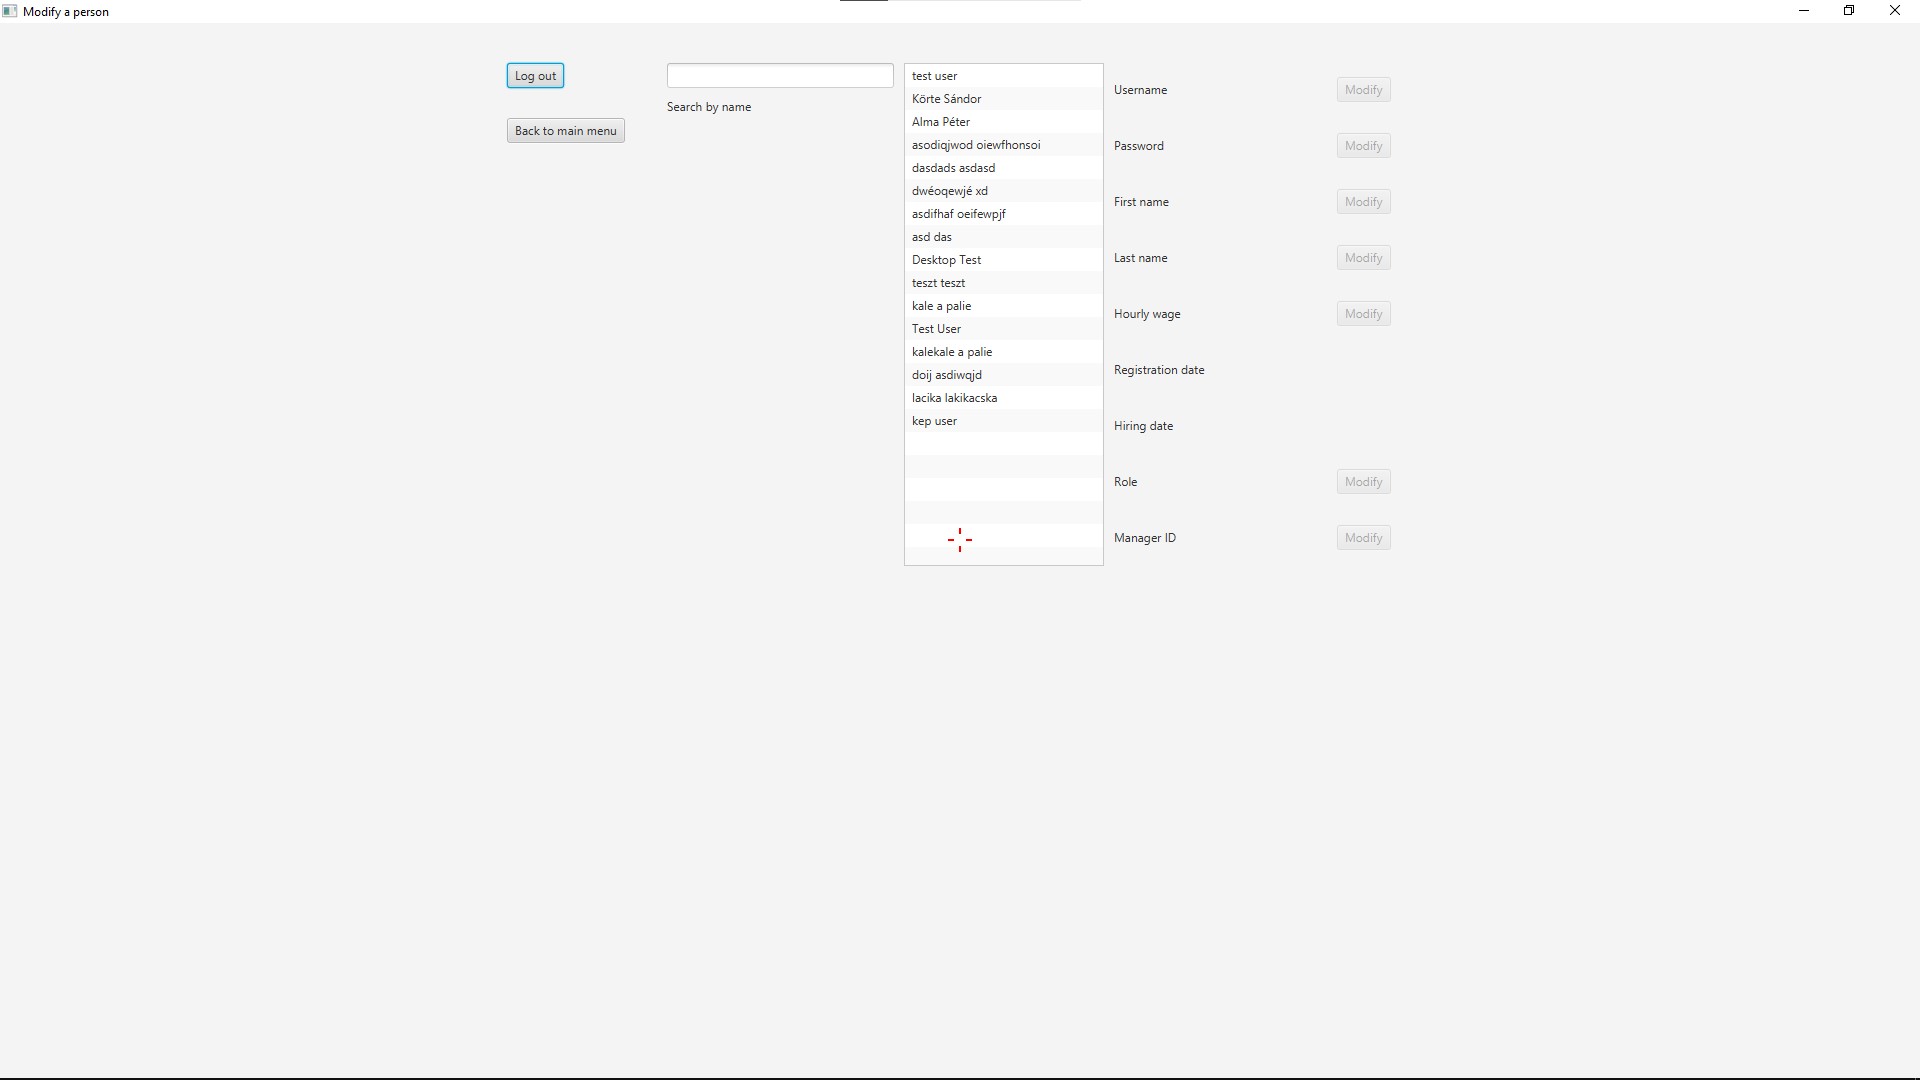 Modify a person
Log out
Back to main menu
Search by name
test user
Körte Sándor
Alma Péter
asodiqjwod oiewfhonsoi
dasdads asdasd
dwéoqewjé xd
asdifhaf oeifewpjf
asd das
Desktop Test
teszt teszt
kale a palie
Test User
kalekale a palie
doij asdiwqjd
lacika lakikacska
kep user
Username Modify
Password Modify
First name Modify
Last name Modify
Hourly wage Modify
Registration date
Hiring date
Role Modify
Manager ID Modify